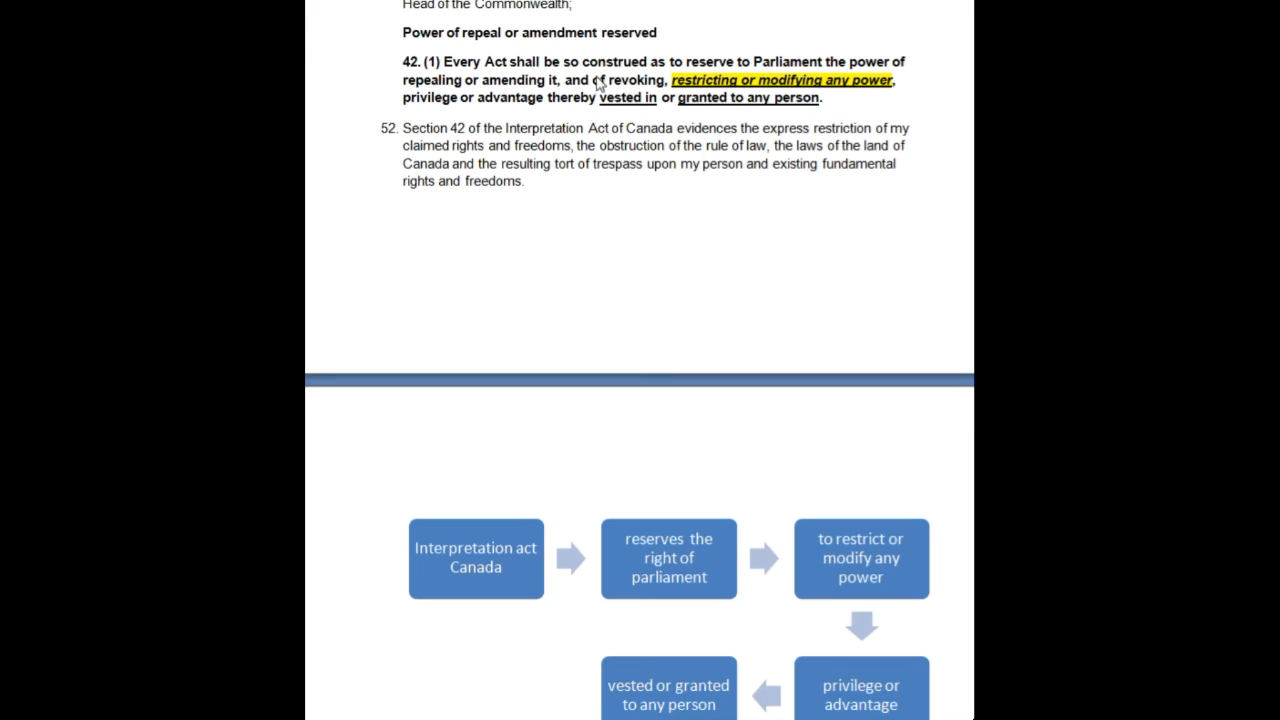 Head of the Commonwealth;
Power of repeal or amendment reserved
42. (1) Every Act shall be so construed as to reserve to Parliament the power of
repealing or amending it, and of revoking, restricting or modifying any power,
privilege or advantage thereby vested in or granted to any person.
52. Section 42 of the Interpretation Act of Canada evidences the express restriction of my
claimed rights and freedoms, the obstruction of the rule of law, the laws of the land of
Canada and the resulting tort of trespass upon my person and existing fundamental
rights and freedoms.
Interpretation act
Canada
reserves the
right of
parliament
to restrict or
modify any
power
privilege or
advantage
vested or granted
to any person